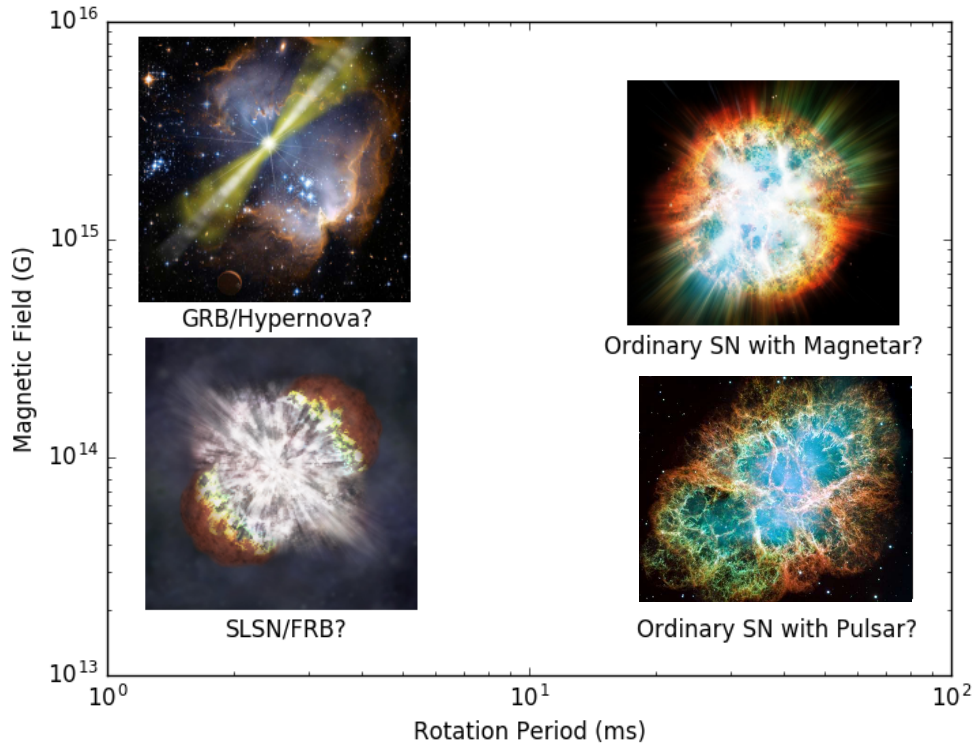 10^16
10^15
10^14
10^13
Magnetic Field (G)
GRB/Hypernova?
Ordinary SN with Magnetar?
SLSN/FRB?
Ordinary SN with Pulsar?
10^0
10^1
10^2
Rotation Period (ms)